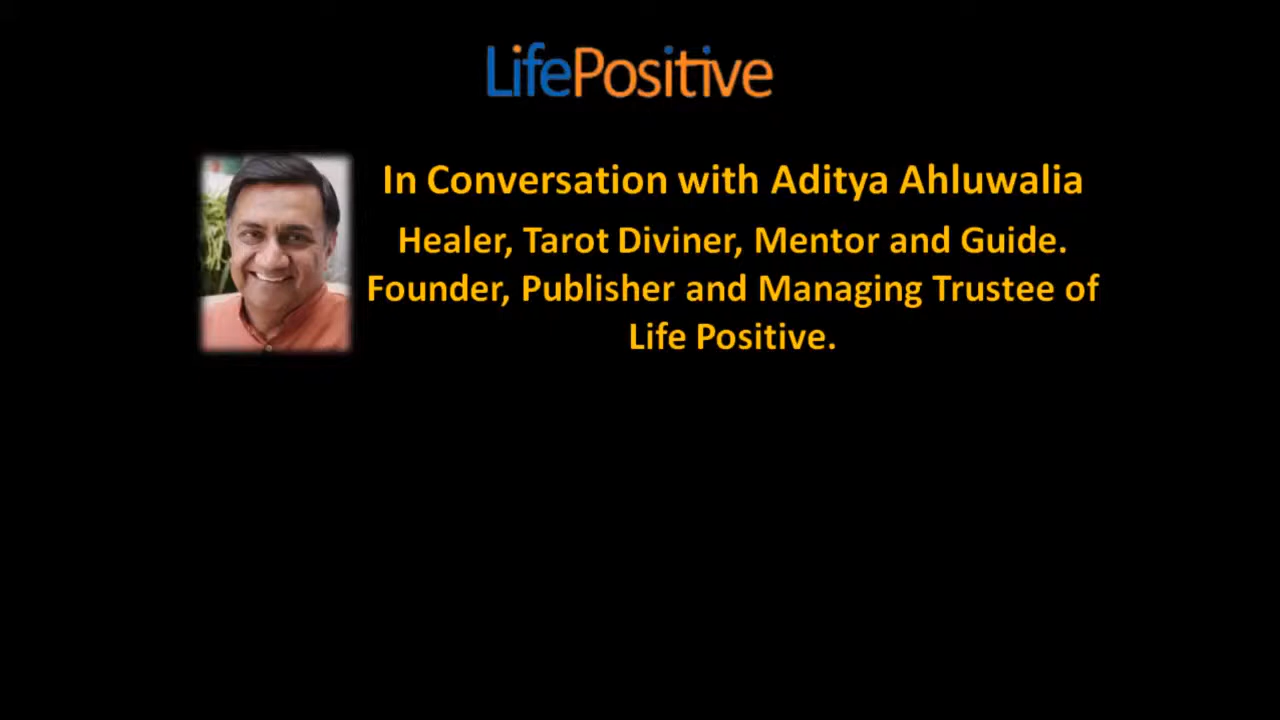 LifePositive
In Conversation with Aditya Ahluwalia
Healer, Tarot Diviner, Mentor and Guide.
Founder, Publisher and Managing Trustee of
Life Positive.